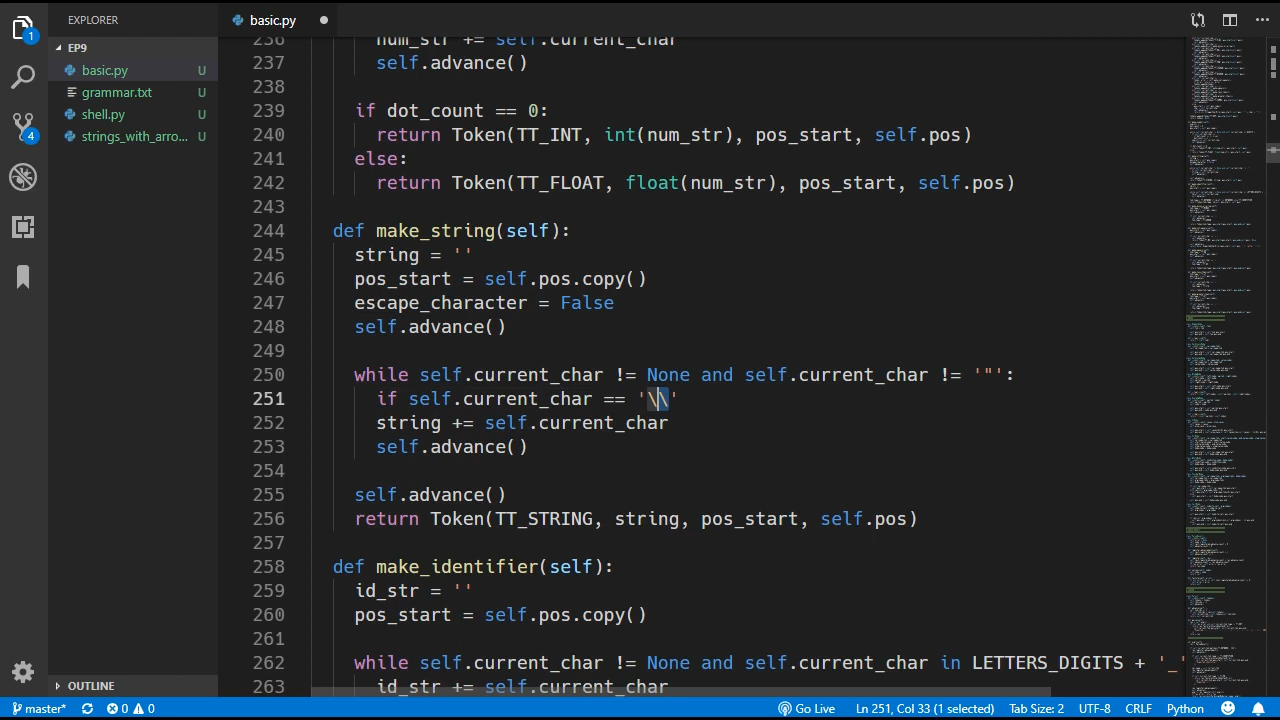 EXPLORER
basic.py
1
EP9
basic.py U
grammar.txt U
shell.py U
strings_with_arro... U
4
236 num_str += self.current_char
237 self.advance()
238
239 if dot_count == 0:
240 return Token(TT_INT, int(num_str), pos_start, self.pos)
241 else:
242 return Token(TT_FLOAT, float(num_str), pos_start, self.pos)
243
244 def make_string(self):
245 string = ''
246 pos_start = self.pos.copy()
247 escape_character = False
248 self.advance()
249
250 while self.current_char != None and self.current_char != '"':
251 if self.current_char == '\\'
252 string += self.current_char
253 self.advance()
254
255 self.advance()
256 return Token(TT_STRING, string, pos_start, self.pos)
257
258 def make_identifier(self):
259 id_str = ''
260 pos_start = self.pos.copy()
261
262 while self.current_char != None and self.current_char in LETTERS_DIGITS + '_'
263 id_str += self.current_char
OUTLINE
master* 0 0 Go Live Ln 251, Col 33 (1 selected) Tab Size: 2 UTF-8 CRLF Python